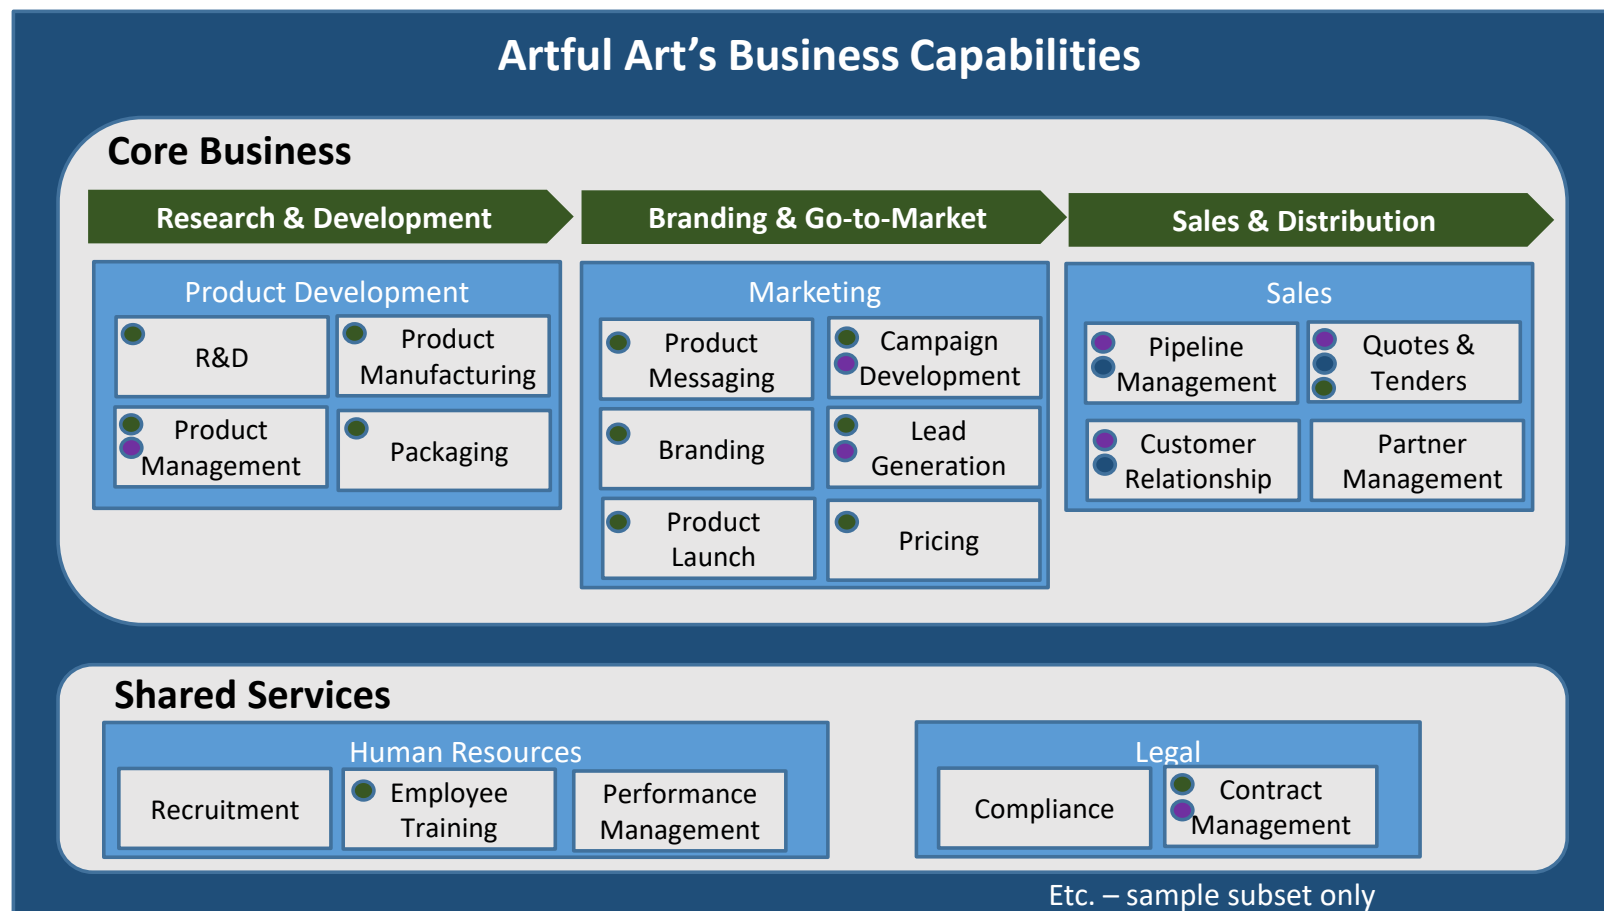 Artful Art’s Business Capabilities
Core Business
Research & Development
Branding & Go-to-Market
Sales & Distribution
Product Development
R&D
Product
Manufacturing
Product
Management
Packaging
Marketing
Product
Messaging
Campaign
Development
Branding
Lead
Generation
Product
Launch
Pricing
Sales
Pipeline
Management
Quotes &
Tenders
Customer
Relationship
Partner
Management
Shared Services
Human Resources
Recruitment
Employee
Training
Performance
Management
Legal
Compliance
Contract
Management
Etc. – sample subset only